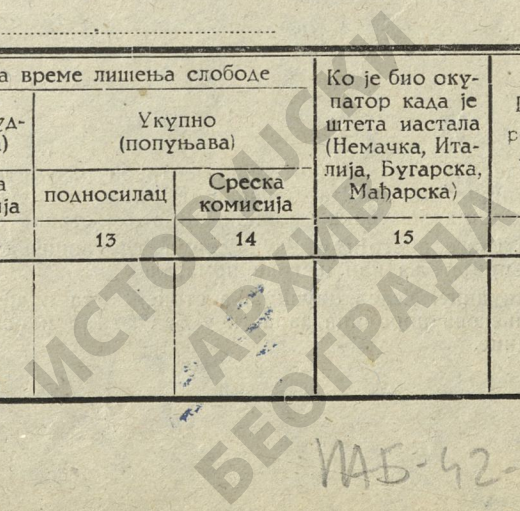 а време лишења слободе
Укупно
(попуњава)
подносилац
Среска
комисија
13
14
Ко је био оку-
патор када је
штета иастала
(Немачка, Ита-
лија, Бугарска,
Мађарска)
15
ИСТОРИЈСКИ
АРХИВ
БЕОГРАДА
ИАБ-42-